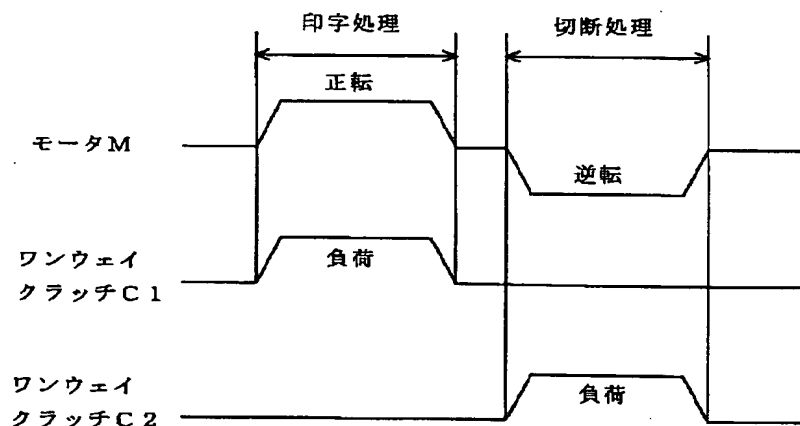 印字処理
切断処理
正転
モータM
逆転
ワンウェイ
クラッチC1
負荷
ワンウェイ
クラッチC2
負荷